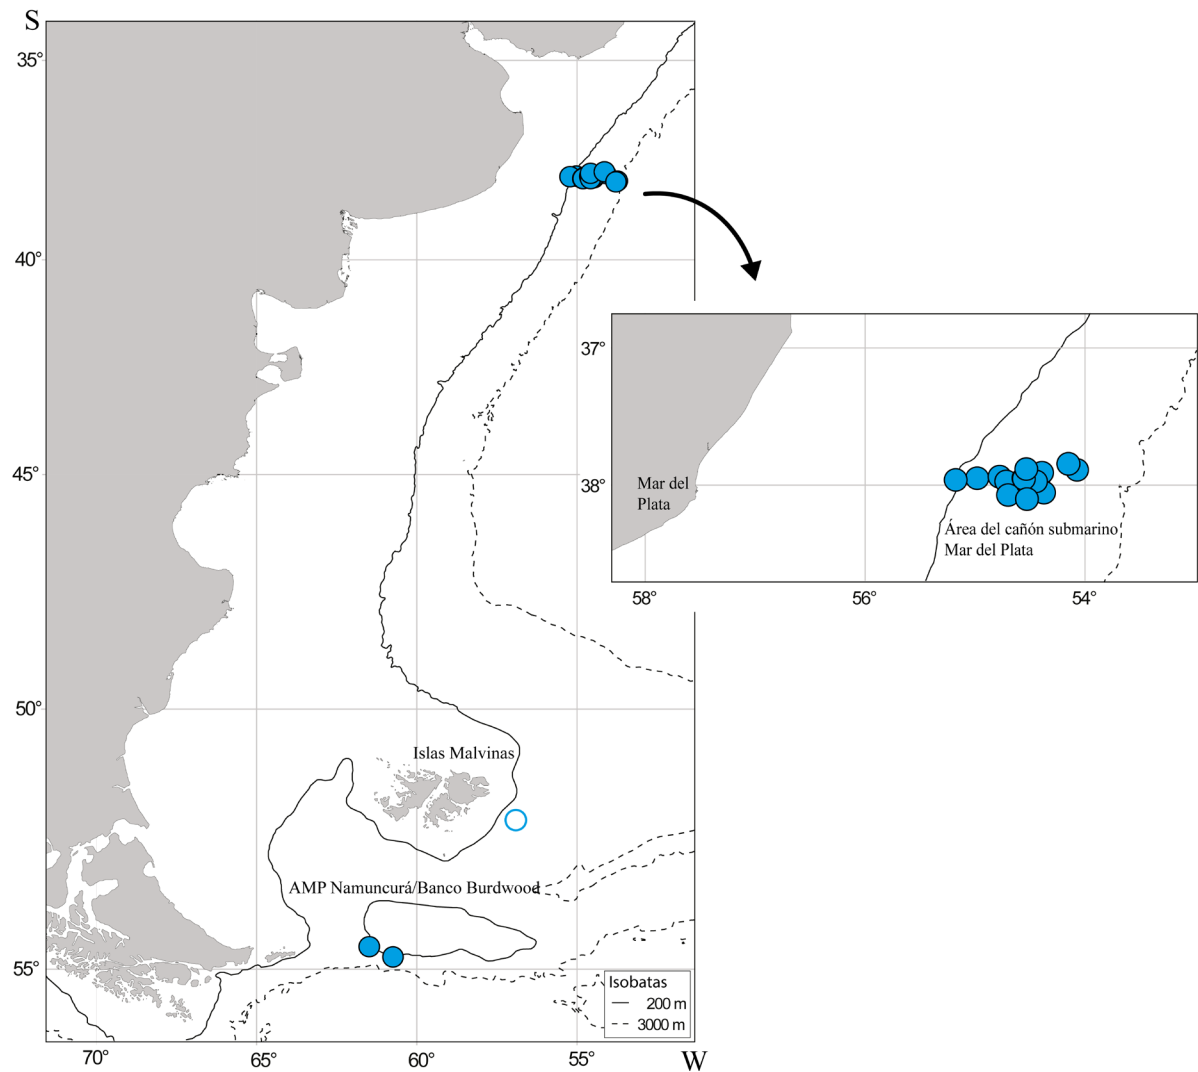 S
35°
40°
37°
Mar del
Plata
38°
Área del cañón submarino
Mar del Plata
45°
58°
56°
54°
50°
Islas Malvinas
AMP Namuncurá/Banco Burdwood
55°
Isobatas
200 m
3000 m
70°
65°
60°
55°
W